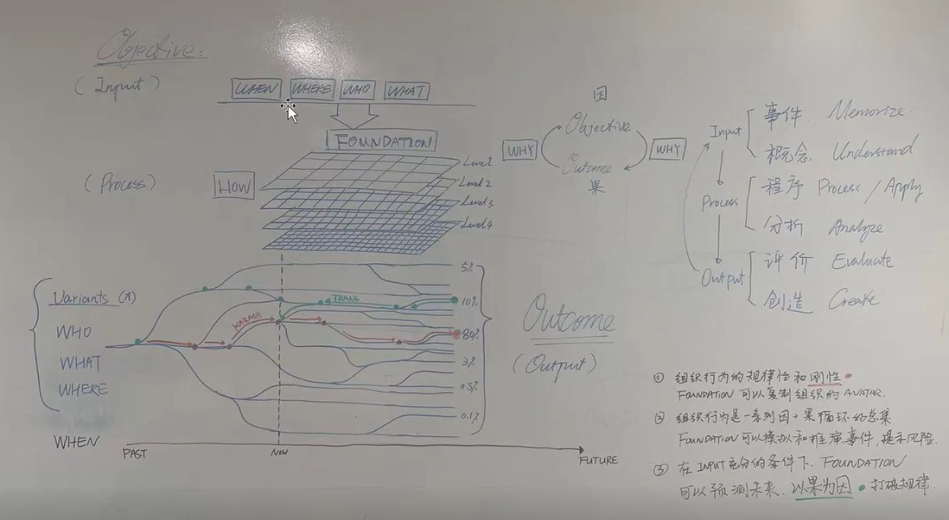 Objective:
(Input)
WHEN WHERE WHO WHAT
FOUNDATION
(Process)
HOW
Level 1
Level 2
Level 3
Level 4
Variants
WHO
WHAT
WHERE
WHEN
PAST
NOW
FUTURE
KARMA
TRANS
5%
10%
80%
3%
0.5%
0.1%
Outcome
(Output)
因
Objective
WHY
WHY
Outcome
果
Input
事件 Memorize
概念 Understand
Process
程序 Process / Apply
分析 Analyze
Output
评价 Evaluate
创造 Create
① 组织行为的规律性和刚性
FOUNDATION 可以复制组织的 AVATAR.
② 组织行为是一系列因+果循环的总集
FOUNDATION 可以模拟和推演事件,提示风险.
③ 在 INPUT 充分的条件下. FOUNDATION
可以预测未来. 以果为因 打破规律.